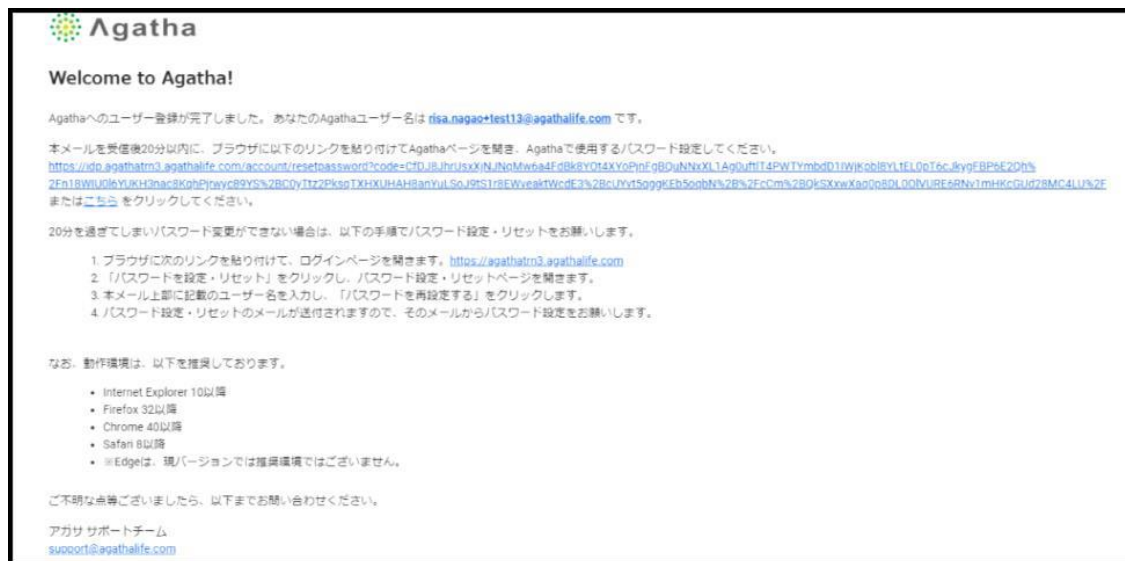 Agatha
Welcome to Agatha!
Agathaへのユーザー登録が完了しました。 あなたのAgathaユーザー名は risa.nagao+test13@agathalife.com です。
本メールを受信後20分以内に、ブラウザに以下のリンクを貼り付けてAgathaページを開き、Agathaで使用するパスワード設定してください。
https://idp.agathatrn3.agathalife.com/account/resetpassword?code=
または こちら をクリックしてください。
20分を過ぎてしまいパスワード変更ができない場合は、以下の手順でパスワード設定・リセットをお願いします。
1. ブラウザに次のリンクを貼り付けて、ログインページを開きます。https://agathatrn3.agathalife.com
2. 「パスワードを設定・リセット」をクリックし、パスワード設定・リセットページを開きます。
3. 本メール上部に記載のユーザー名を入力し、「パスワードを再設定する」をクリックします。
4. パスワード設定・リセットのメールが送付されますので、そのメールからパスワード設定をお願いします。
なお、動作環境は、以下を推奨しております。
• Internet Explorer 10以降
• Firefox 32以降
• Chrome 40以降
• Safari 8以降
• ※Edgeは、現バージョンでは推奨環境ではございません。
ご不明な点等ございましたら、以下までお問い合わせください。
アガサ サポートチーム
support@agathalife.com